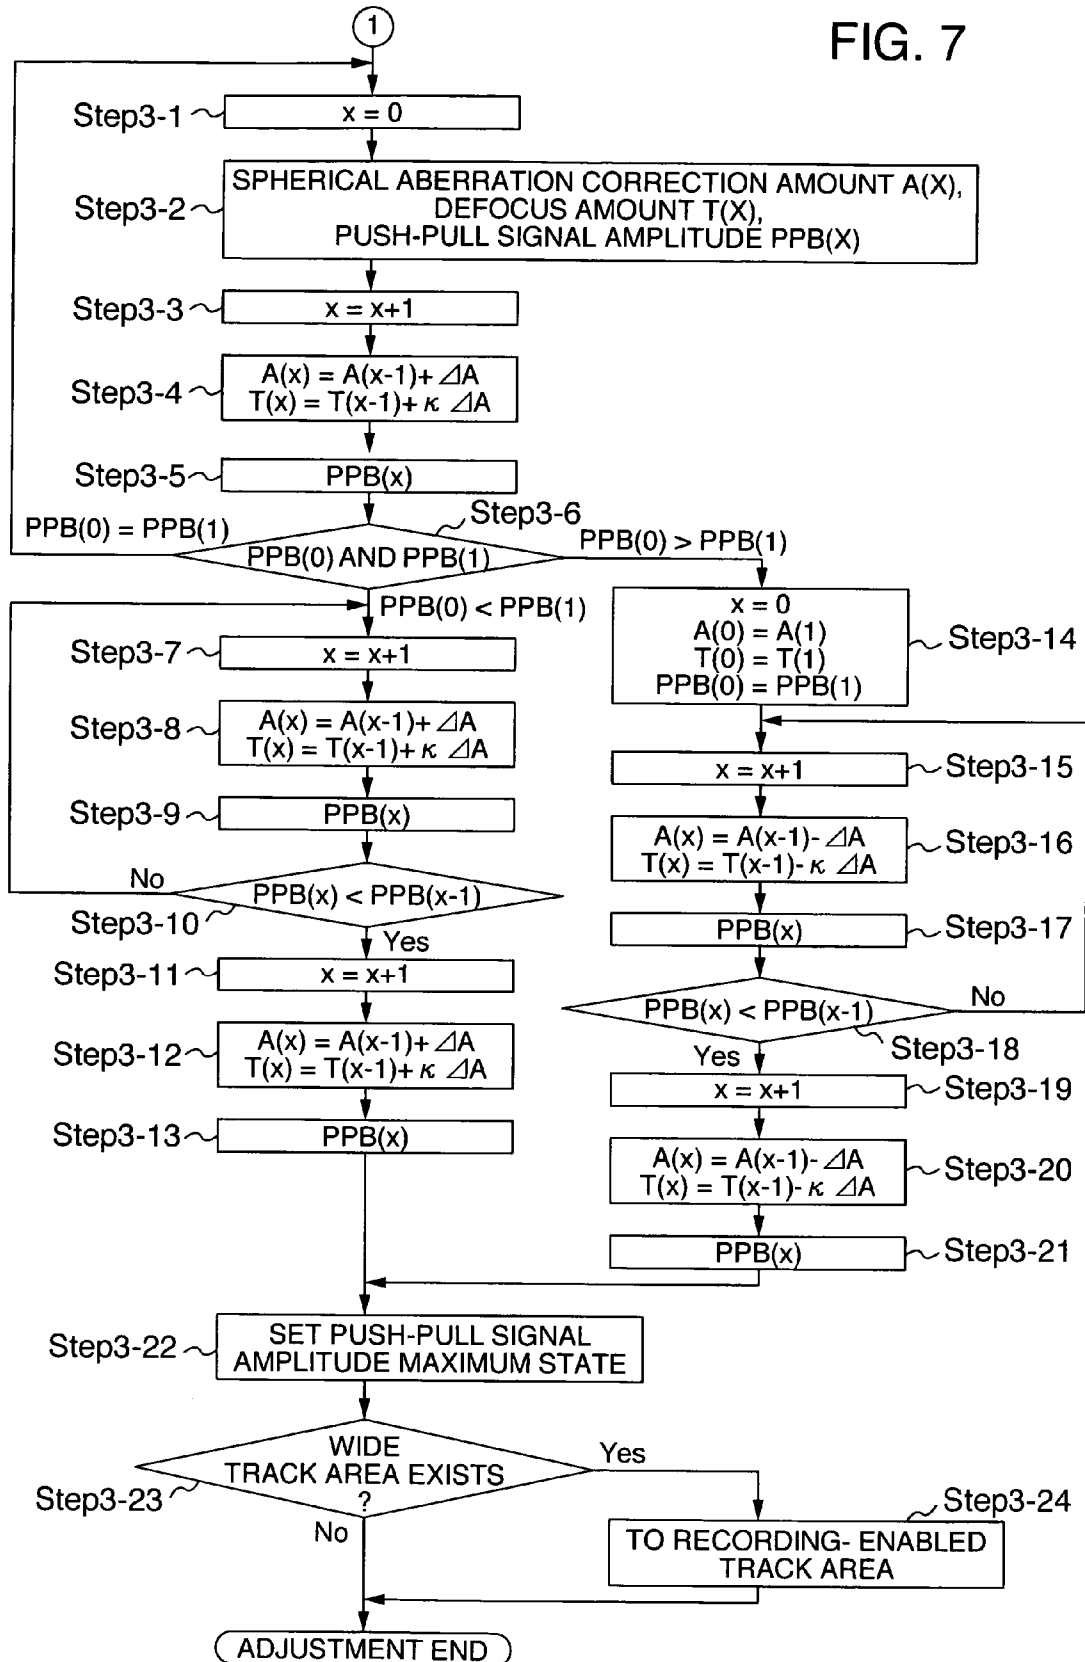 FIG. 7
1
Step3-1
x = 0
Step3-2
SPHERICAL ABERRATION CORRECTION AMOUNT A(X),
DEFOCUS AMOUNT T(X),
PUSH-PULL SIGNAL AMPLITUDE PPB(X)
Step3-3
x = x+1
Step3-4
A(x) = A(x-1)+ ⊿A
T(x) = T(x-1)+ κ ⊿A
Step3-5
PPB(x)
Step3-6
PPB(0) = PPB(1)
PPB(0) AND PPB(1)
PPB(0) > PPB(1)
PPB(0) < PPB(1)
Step3-7
x = x+1
Step3-8
A(x) = A(x-1)+ ⊿A
T(x) = T(x-1)+ κ ⊿A
Step3-9
PPB(x)
No
PPB(x) < PPB(x-1)
Step3-10
Yes
Step3-11
x = x+1
Step3-12
A(x) = A(x-1)+ ⊿A
T(x) = T(x-1)+ κ ⊿A
Step3-13
PPB(x)
x = 0
A(0) = A(1)
T(0) = T(1)
PPB(0) = PPB(1)
Step3-14
x = x+1
Step3-15
A(x) = A(x-1)- ⊿A
T(x) = T(x-1)- κ ⊿A
Step3-16
PPB(x)
Step3-17
PPB(x) < PPB(x-1)
No
Step3-18
Yes
x = x+1
Step3-19
A(x) = A(x-1)- ⊿A
T(x) = T(x-1)- κ ⊿A
Step3-20
PPB(x)
Step3-21
Step3-22
SET PUSH-PULL SIGNAL
AMPLITUDE MAXIMUM STATE
WIDE
TRACK AREA EXISTS
?
Step3-23
Yes
No
Step3-24
TO RECORDING- ENABLED
TRACK AREA
ADJUSTMENT END